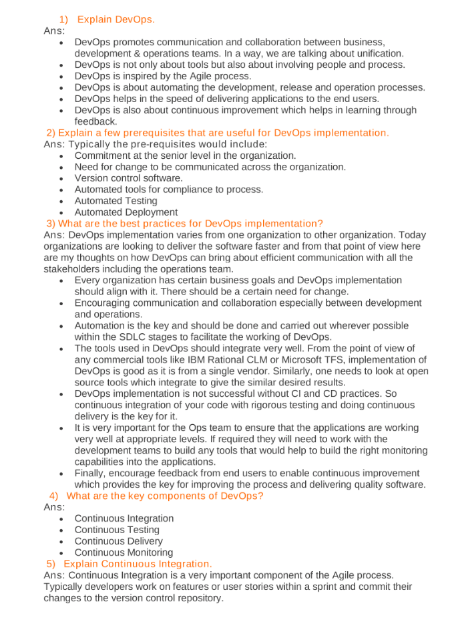 1) Explain DevOps.
Ans:
• DevOps promotes communication and collaboration between business,
development & operations teams. In a way, we are talking about unification.
• DevOps is not only about tools but also about involving people and process.
• DevOps is inspired by the Agile process.
• DevOps is about automating the development, release and operation processes.
• DevOps helps in the speed of delivering applications to the end users.
• DevOps is also about continuous improvement which helps in learning through
feedback.
2) Explain a few prerequisites that are useful for DevOps implementation.
Ans: Typically the pre-requisites would include:
• Commitment at the senior level in the organization.
• Need for change to be communicated across the organization.
• Version control software.
• Automated tools for compliance to process.
• Automated Testing
• Automated Deployment
3) What are the best practices for DevOps implementation?
Ans: DevOps implementation varies from one organization to other organization. Today
organizations are looking to deliver the software faster and from that point of view here
are my thoughts on how DevOps can bring about efficient communication with all the
stakeholders including the operations team.
• Every organization has certain business goals and DevOps implementation
should align with it. There should be a certain need for change.
• Encouraging communication and collaboration especially between development
and operations.
• Automation is the key and should be done and carried out wherever possible
within the SDLC stages to facilitate the working of DevOps.
• The tools used in DevOps should integrate very well. From the point of view of
any commercial tools like IBM Rational CLM or Microsoft TFS, implementation of
DevOps is good as it is from a single vendor. Similarly, one needs to look at open
source tools which integrate to give the similar desired results.
• DevOps implementation is not successful without CI and CD practices. So
continuous integration of your code with rigorous testing and doing continuous
delivery is the key for it.
• It is very important for the Ops team to ensure that the applications are working
very well at appropriate levels. If required they will need to work with the
development teams to build any tools that would help to build the right monitoring
capabilities into the applications.
• Finally, encourage feedback from end users to enable continuous improvement
which provides the key for improving the process and delivering quality software.
4) What are the key components of DevOps?
Ans:
• Continuous Integration
• Continuous Testing
• Continuous Delivery
• Continuous Monitoring
5) Explain Continuous Integration.
Ans: Continuous Integration is a very important component of the Agile process.
Typically developers work on features or user stories within a sprint and commit their
changes to the version control repository.